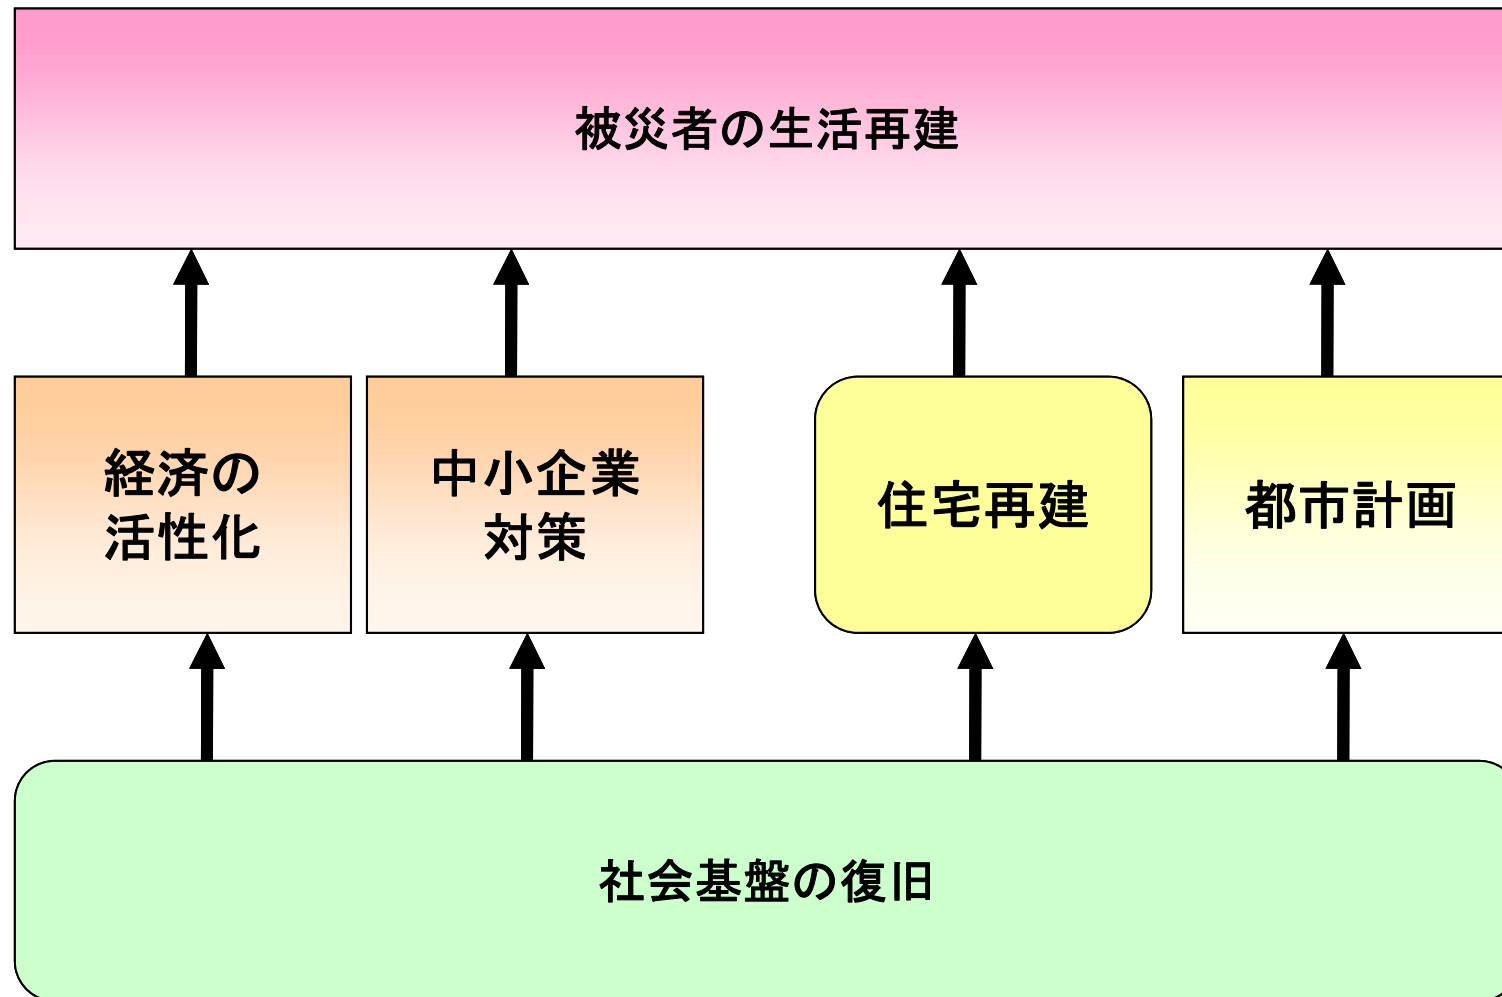 被災者の生活再建
経済の
活性化
中小企業
対策
住宅再建
都市計画
社会基盤の復旧